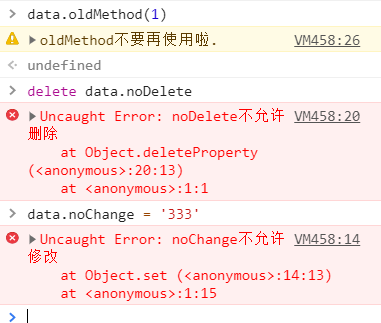 data.oldMethod(1)
oldMethod不要再使用啦. VM458:26
undefined
delete data.noDelete
Uncaught Error: noDelete不允许 VM458:20
删除
at Object.deleteProperty
(<anonymous>:20:13)
at <anonymous>:1:1
data.noChange = '333'
Uncaught Error: noChange不允许 VM458:14
修改
at Object.set (<anonymous>:14:13)
at <anonymous>:1:15